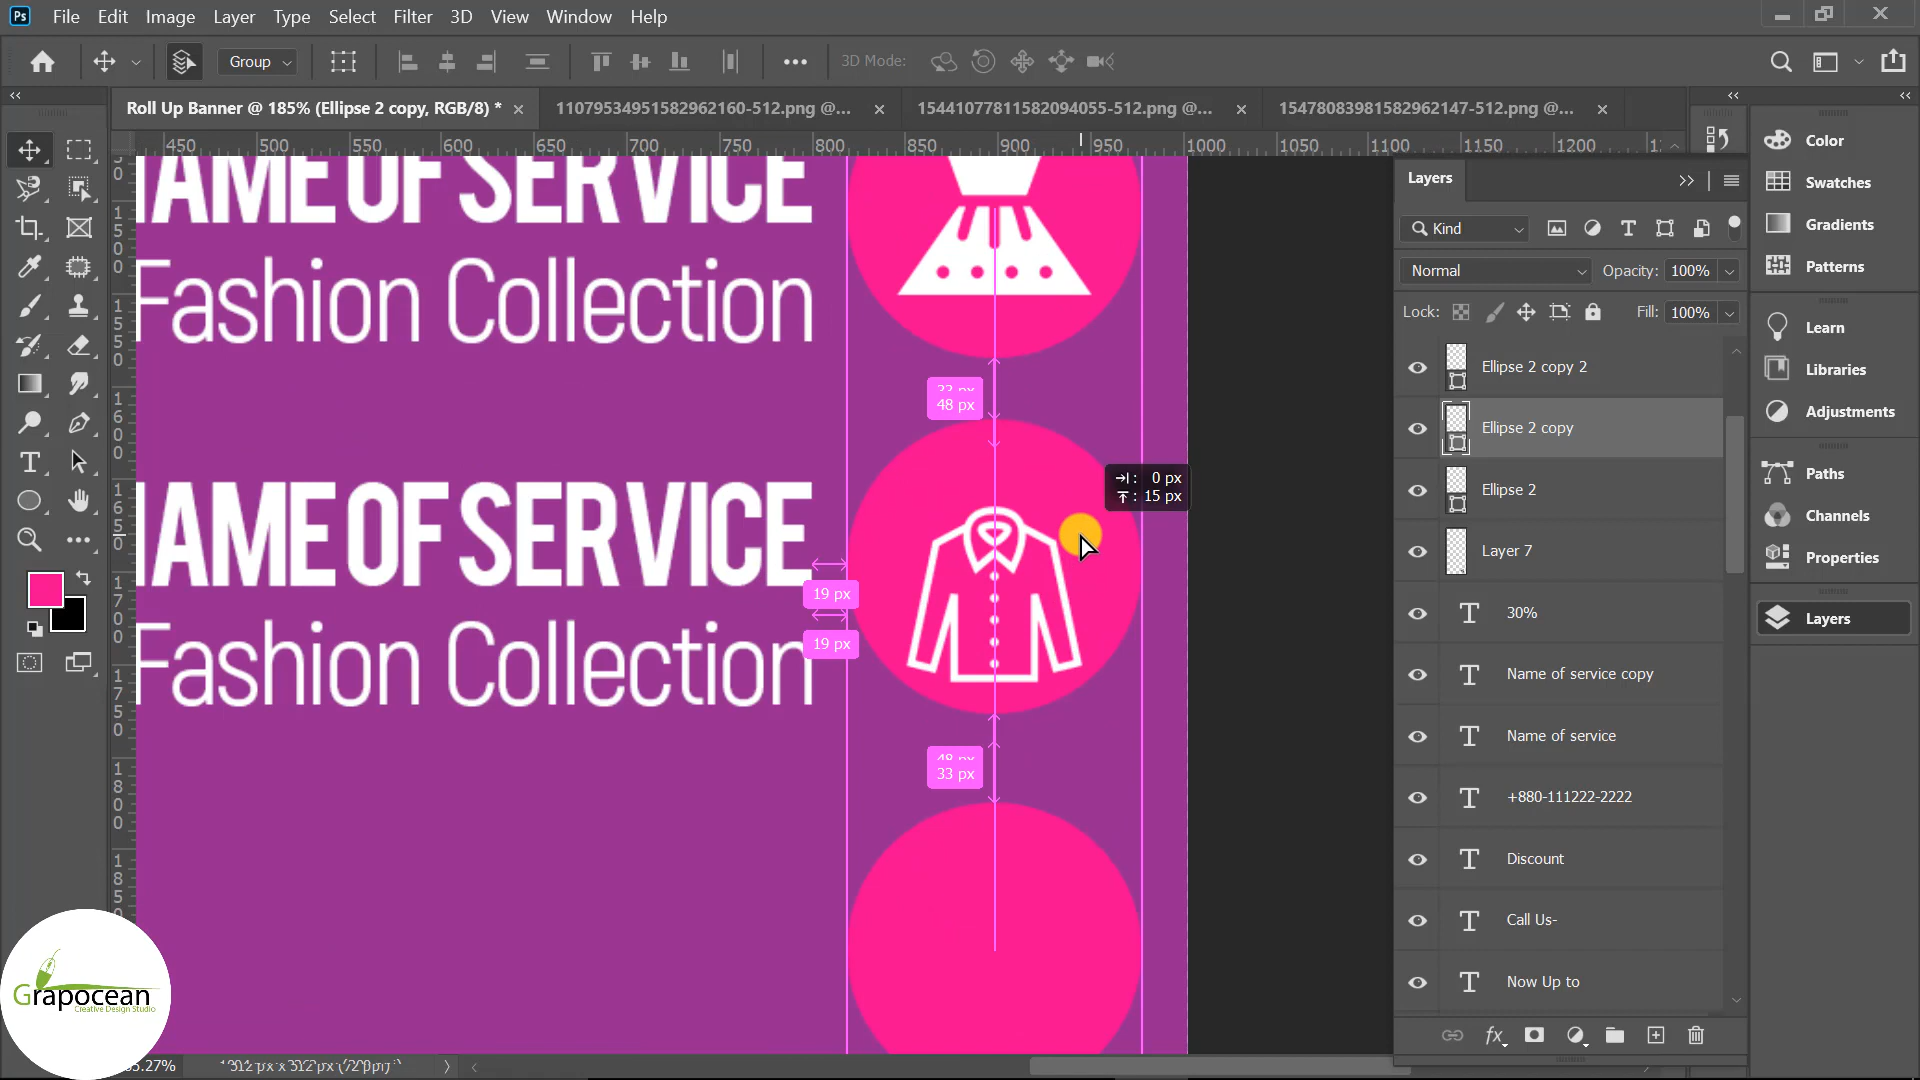 Ps File Edit Image Layer Type Select Filter 3D View Window Help
Group 3D Mode:
Roll Up Banner @ 185% (Ellipse 2 copy, RGB/8) * 11079534951582962160-512.png @... 15441077811582094055-512.png @... 15478083981582962147-512.png @...
450 500 550 600 650 700 750 800 850 900 950 1000 1050 1100 1150 1200
NAME OF SERVICE
Fashion Collection
48 px
0 px
15 px
NAME OF SERVICE
19 px
19 px
Fashion Collection
33 px
Layers
Kind
Normal Opacity: 100%
Lock: Fill: 100%
Ellipse 2 copy 2
Ellipse 2 copy
Ellipse 2
Layer 7
30%
Name of service copy
Name of service
+880-111222-2222
Discount
Call Us-
Now Up to
Color
Swatches
Gradients
Patterns
Learn
Libraries
Adjustments
Paths
Channels
Properties
Layers
Grapocean
Creative Design Studio